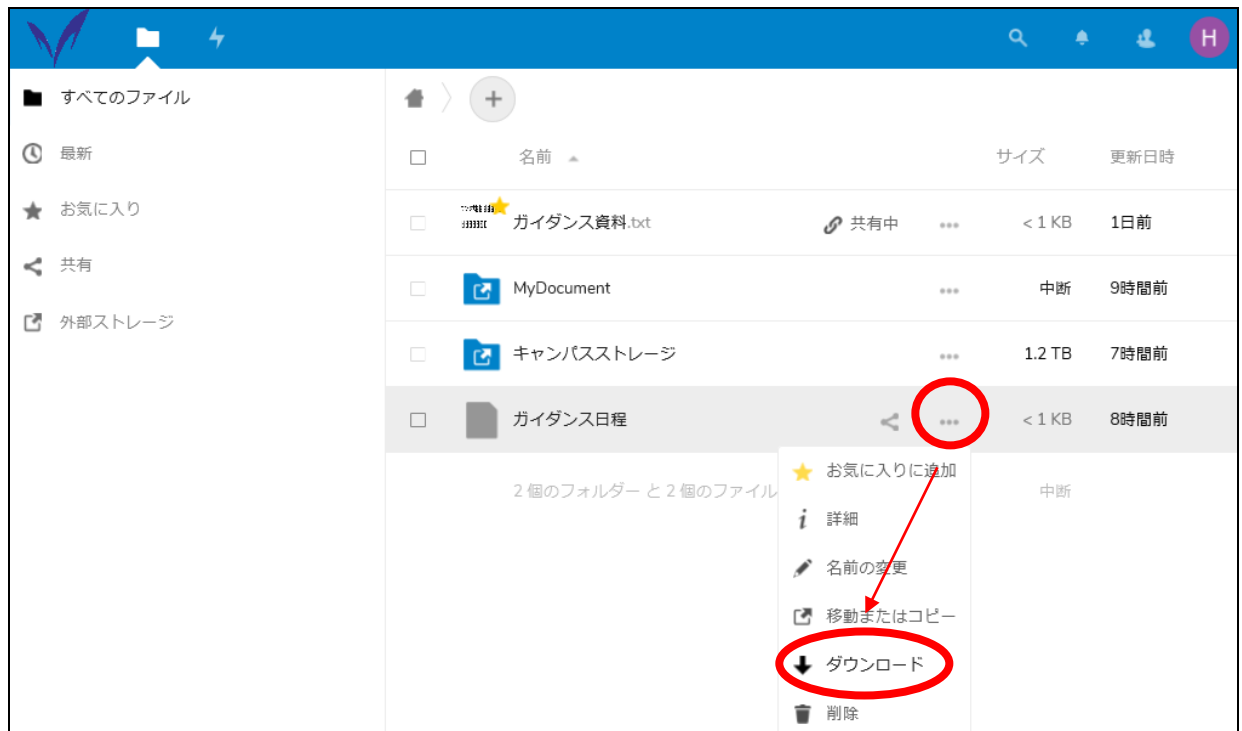 H
すべてのファイル
最新
お気に入り
共有
外部ストレージ
名前 サイズ 更新日時
ガイダンス資料.txt 共有中 < 1 KB 1日前
MyDocument 中断 9時間前
キャンパスストレージ 1.2 TB 7時間前
ガイダンス日程 < 1 KB 8時間前
2 個のフォルダー と 2 個のファイル 中断
お気に入りに追加
詳細
名前の変更
移動またはコピー
ダウンロード
削除